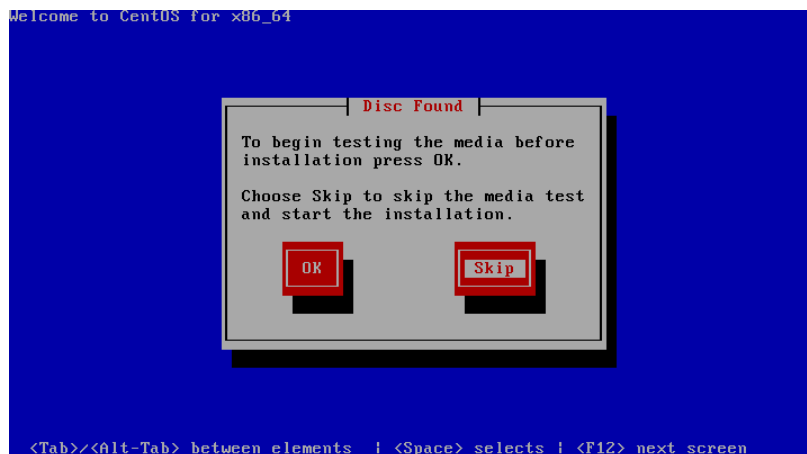 Welcome to CentOS for x86_64
Disc Found
To begin testing the media before
installation press OK.
Choose Skip to skip the media test
and start the installation.
OK Skip
<Tab>/<Alt-Tab> between elements | <Space> selects | <F12> next screen